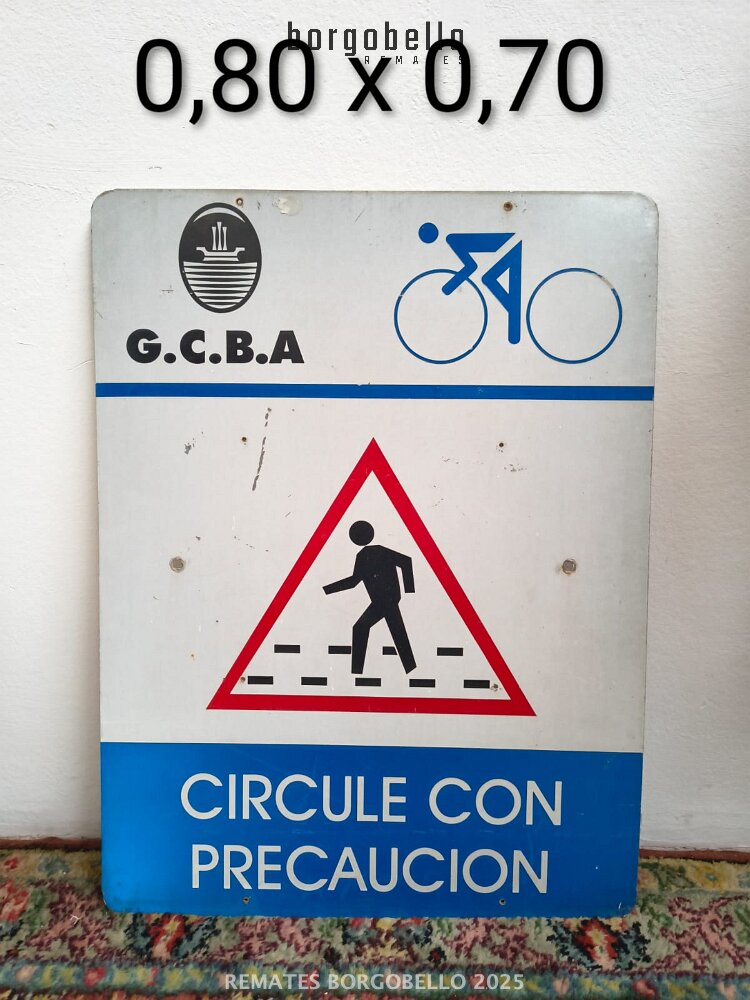 borgobello
REMATES
0,80 x 0,70
G.C.B.A
CIRCULE CON
PRECAUCION
REMATES BORGOBELLO 2025